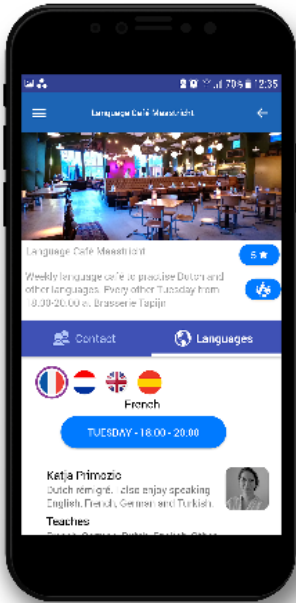 70% 12:35
Language Café Maastricht
Language Café Maastricht
5
Weekly language café to practise Dutch and
other languages. Every other Tuesday from
18.00-20.00 at Brasserie Tapijn
Contact
Languages
French
TUESDAY - 18:00 - 20:00
Katja Primozic
Dutch rémigré. I also enjoy speaking
English, French, German and Turkish.
Teaches